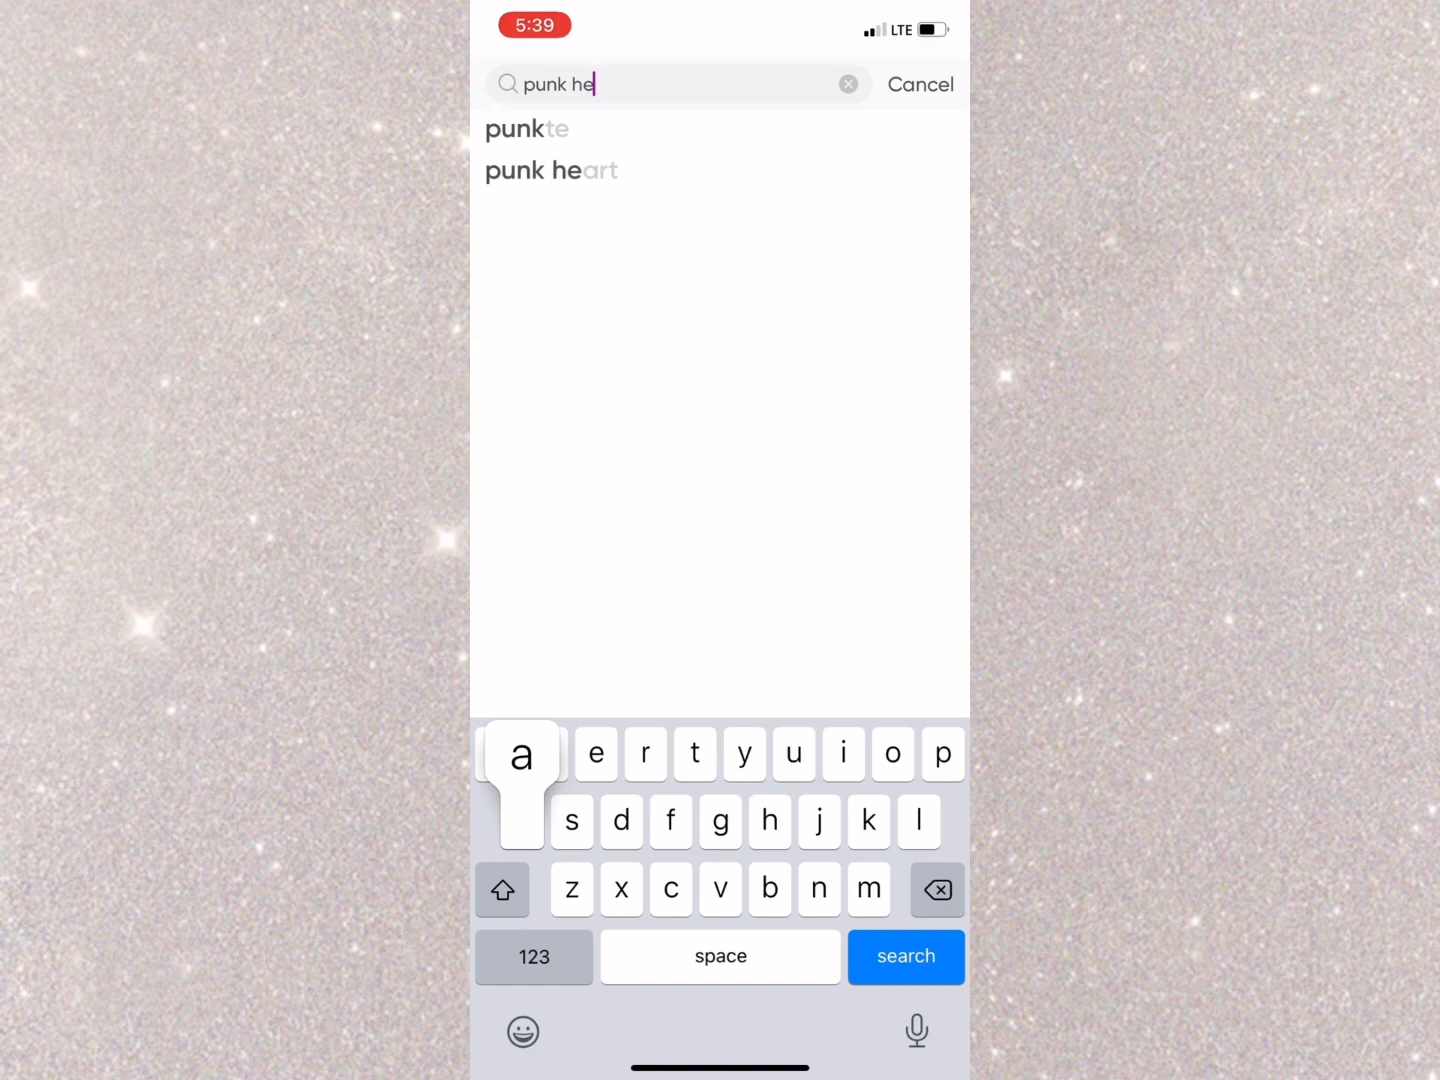 5:39
LTE
punk he
Cancel
punkte
punk heart
a e r t y u i o p
s d f g h j k l
z x c v b n m
123 space search